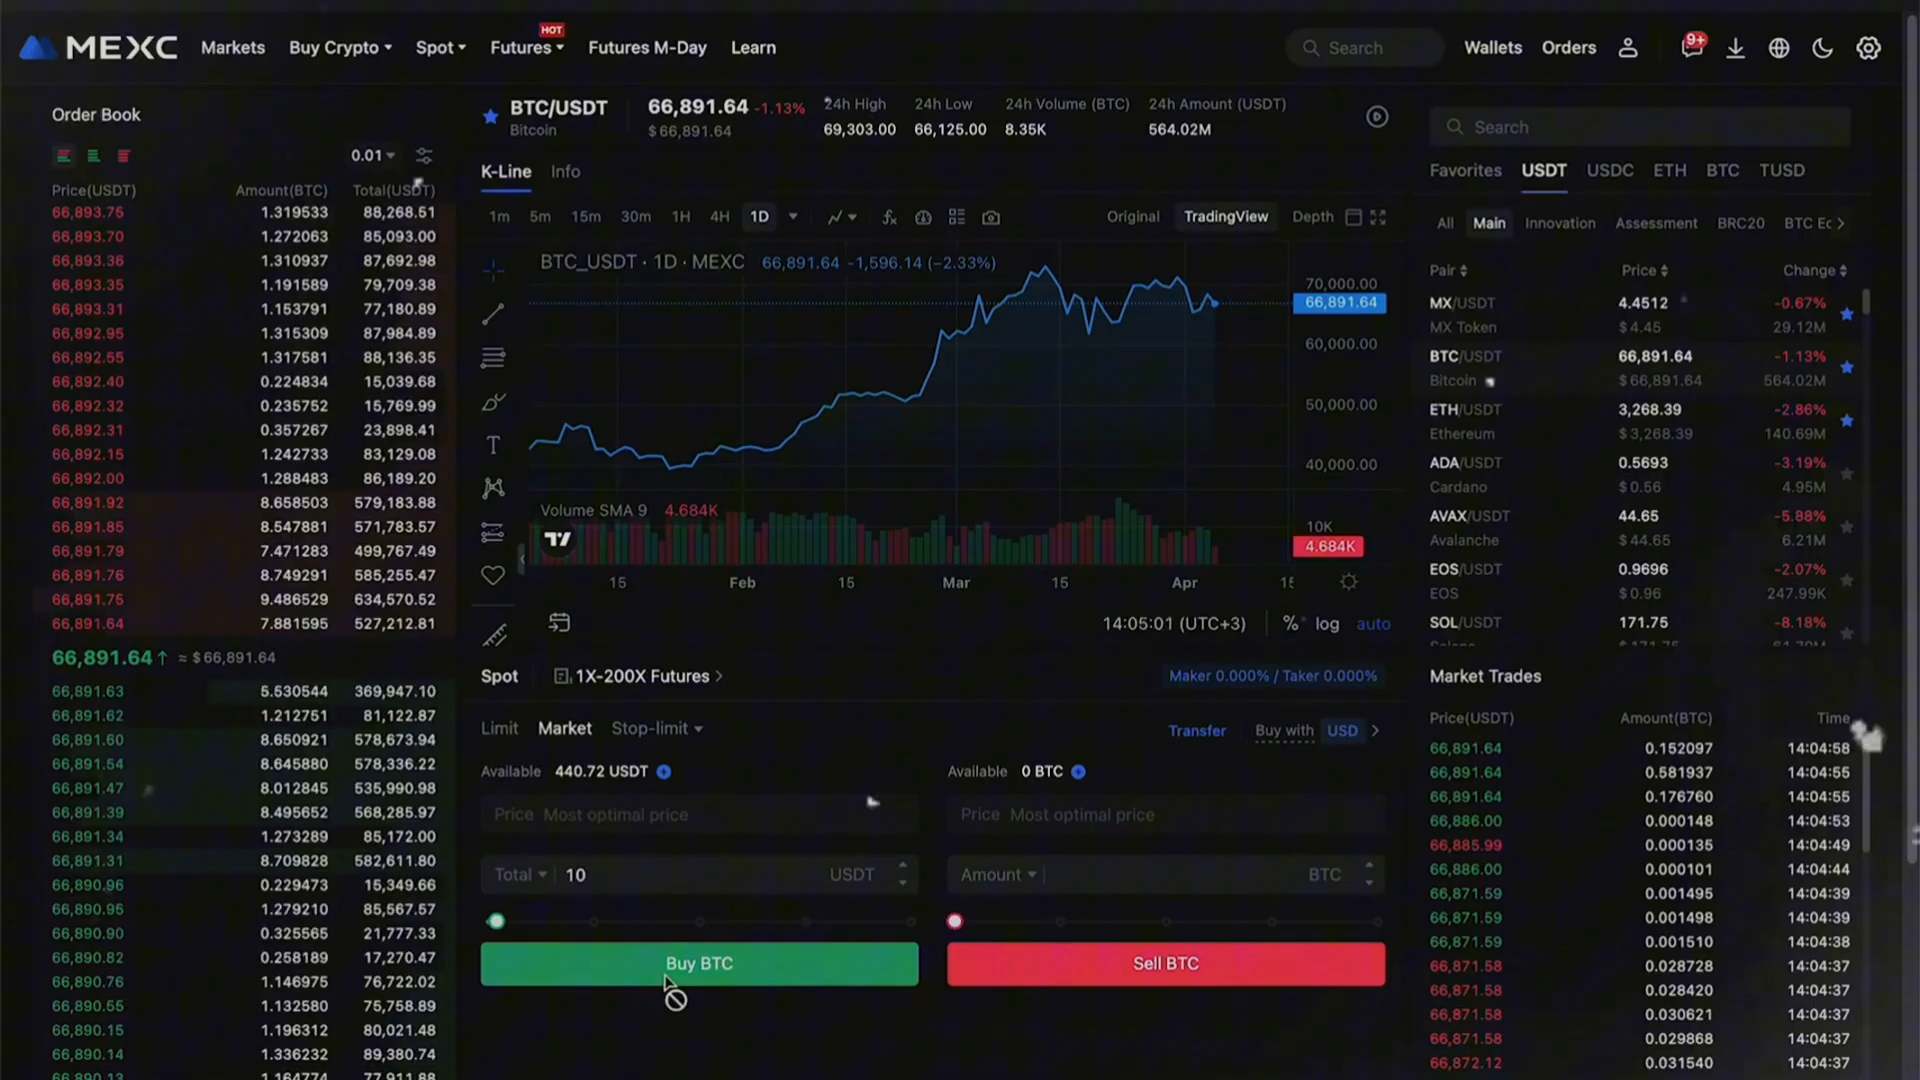 MEXC
Markets
Buy Crypto
Spot
Futures
HOT
Futures M-Day
Learn
Search
Wallets
Orders
9+
Order Book
0.01
Price(USDT) Amount(BTC) Total(USDT)
66,893.75 1.319533 88,268.51
66,893.70 1.272063 85,093.00
66,893.36 1.310937 87,692.98
66,893.35 1.191589 79,709.38
66,893.31 1.153791 77,180.89
66,892.95 1.315309 87,984.89
66,892.55 1.317581 88,136.35
66,892.40 0.224834 15,039.68
66,892.32 0.235752 15,769.99
66,892.31 0.357267 23,898.41
66,892.15 1.242733 83,129.08
66,892.00 1.288483 86,189.20
66,891.92 8.658503 579,183.88
66,891.85 8.547881 571,783.57
66,891.79 7.471283 499,767.49
66,891.76 8.749291 585,255.47
66,891.75 9.486529 634,570.52
66,891.64 7.881595 527,212.81
66,891.64↑ ≈ $66,891.64
66,891.63 5.530544 369,947.10
66,891.62 1.212751 81,122.87
66,891.60 8.650921 578,673.94
66,891.54 8.645880 578,336.22
66,891.47 8.012845 535,990.98
66,891.39 8.495652 568,285.97
66,891.34 1.273289 85,172.00
66,891.31 8.709828 582,611.80
66,890.96 0.229473 15,349.66
66,890.95 1.279210 85,567.57
66,890.90 0.325565 21,777.33
66,890.82 0.258189 17,270.47
66,890.76 1.146975 76,722.02
66,890.55 1.132580 75,758.89
66,890.15 1.196312 80,021.48
66,890.14 1.336232 89,380.74
66,890.13 1.164774 77,911.88
BTC/USDT
Bitcoin
66,891.64 -1.13%
$66,891.64
24h High
69,303.00
24h Low
66,125.00
24h Volume (BTC)
8.35K
24h Amount (USDT)
564.02M
K-Line Info
1m 5m 15m 30m 1H 4H 1D
Original TradingView Depth
BTC_USDT · 1D · MEXC 66,891.64 -1,596.14 (−2.33%)
70,000.00
66,891.64
60,000.00
50,000.00
40,000.00
Volume SMA 9 4.684K
10K
4.684K
15 Feb 15 Mar 15 Apr
14:05:01 (UTC+3) % log auto
Spot 1X-200X Futures
Maker 0.000% / Taker 0.000%
Limit Market Stop-limit
Transfer Buy with USD
Available 440.72 USDT
Price Most optimal price
Total 10 USDT
Buy BTC
Available 0 BTC
Price Most optimal price
Amount BTC
Sell BTC
Search
Favorites USDT USDC ETH BTC TUSD
All Main Innovation Assessment BRC20 BTC Ec
Pair Price Change
MX/USDT 4.4512 -0.67%
MX Token $4.45 29.12M
BTC/USDT 66,891.64 -1.13%
Bitcoin $66,891.64 564.02M
ETH/USDT 3,268.39 -2.86%
Ethereum $3,268.39 140.69M
ADA/USDT 0.5693 -3.19%
Cardano $0.56 4.95M
AVAX/USDT 44.65 -5.88%
Avalanche $44.65 6.21M
EOS/USDT 0.9696 -2.07%
EOS $0.96 247.99K
SOL/USDT 171.75 -8.18%
Market Trades
Price(USDT) Amount(BTC) Time
66,891.64 0.152097 14:04:58
66,891.64 0.581937 14:04:55
66,891.64 0.176760 14:04:55
66,886.00 0.000148 14:04:53
66,885.99 0.000135 14:04:49
66,886.00 0.000101 14:04:44
66,871.59 0.001495 14:04:39
66,871.59 0.001498 14:04:39
66,871.59 0.001510 14:04:38
66,871.58 0.028728 14:04:37
66,871.58 0.028420 14:04:37
66,871.58 0.030621 14:04:37
66,871.58 0.029868 14:04:37
66,872.12 0.031540 14:04:37